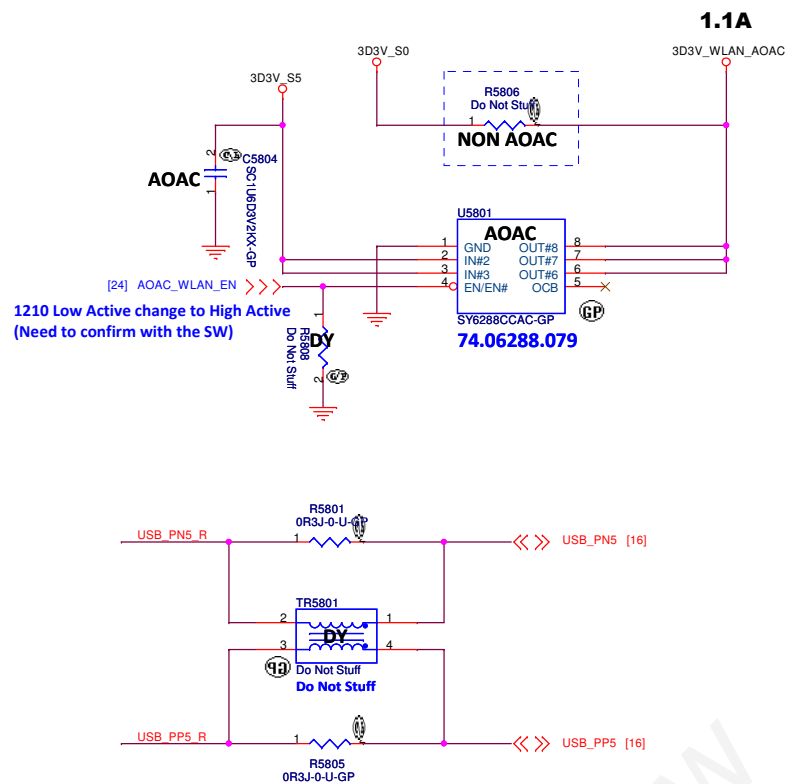 1.1A
3D3V_S0
3D3V_WLAN_AOAC
3D3V_S5
R5806
Do Not Stuff
1
NON AOAC
2
C5804
SC1U6D3V2KX-GP
AOAC
1
U5801
AOAC
1 GND OUT#8 8
2 IN#2 OUT#7 7
3 IN#3 OUT#6 6
4 EN/EN# OCB 5
[24] AOAC_WLAN_EN
1210 Low Active change to High Active
(Need to confirm with the SW)
SY6288CCAC-GP
GP
74.06288.079
1
R5808
Do Not Stuff
DY
2
R5801
0R3J-0-U-GP
USB_PN5_R
1
USB_PN5 [16]
TR5801
2 1
DY
3 4
GP
Do Not Stuff
Do Not Stuff
USB_PP5_R
1
USB_PP5 [16]
R5805
0R3J-0-U-GP